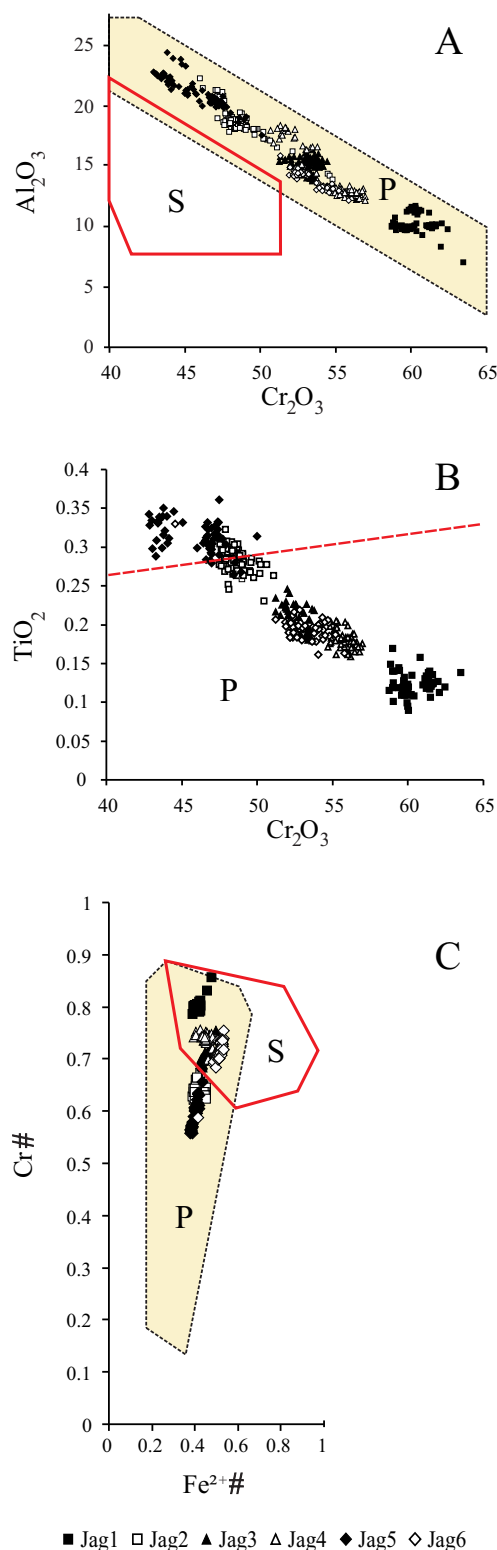 A
25
20
15
10
5
0
Al₂O₃
S
P
40 45 50 55 60 65
Cr₂O₃
B
0.4
0.35
0.3
0.25
0.2
0.15
0.1
0.05
0
TiO₂
P
40 45 50 55 60 65
Cr₂O₃
C
1
0.9
0.8
0.7
0.6
0.5
0.4
0.3
0.2
0.1
0
Cr#
S
P
0 0.2 0.4 0.6 0.8 1
Fe²⁺#
■ Jag1 □ Jag2 ▲ Jag3 △ Jag4 ◆ Jag5 ◇ Jag6